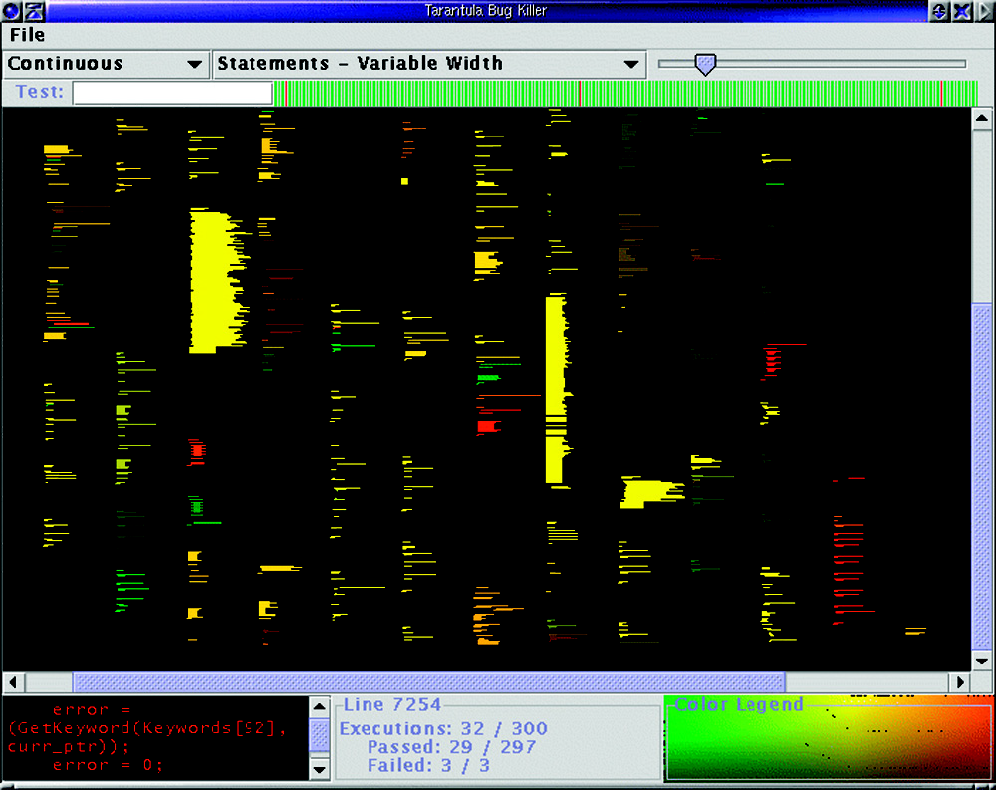 Tarantula Bug Killer
File
Continuous
Statements - Variable Width
Test:
error =
(GetKeyword(Keywords[92],
curr_ptr));
error = 0;
Line 7254
Executions: 32 / 300
Passed: 29 / 297
Failed: 3 / 3
Color Legend